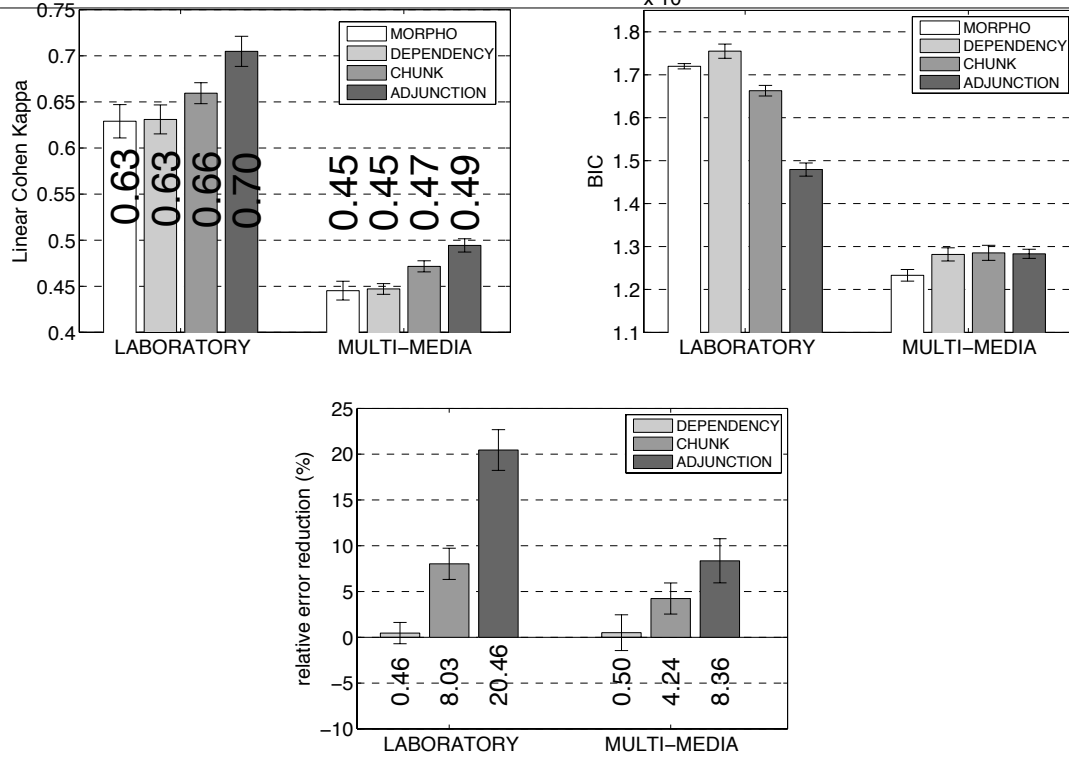 x 10
Linear Cohen Kappa
0.75
0.7
0.65
0.6
0.55
0.5
0.45
0.4
MORPHO
DEPENDENCY
CHUNK
ADJUNCTION
0.63
0.63
0.66
0.70
0.45
0.45
0.47
0.49
LABORATORY
MULTI−MEDIA
BIC
1.8
1.7
1.6
1.5
1.4
1.3
1.2
1.1
MORPHO
DEPENDENCY
CHUNK
ADJUNCTION
LABORATORY
MULTI−MEDIA
relative error reduction (%)
25
20
15
10
5
0
−5
−10
DEPENDENCY
CHUNK
ADJUNCTION
0.46
8.03
20.46
0.50
4.24
8.36
LABORATORY
MULTI−MEDIA